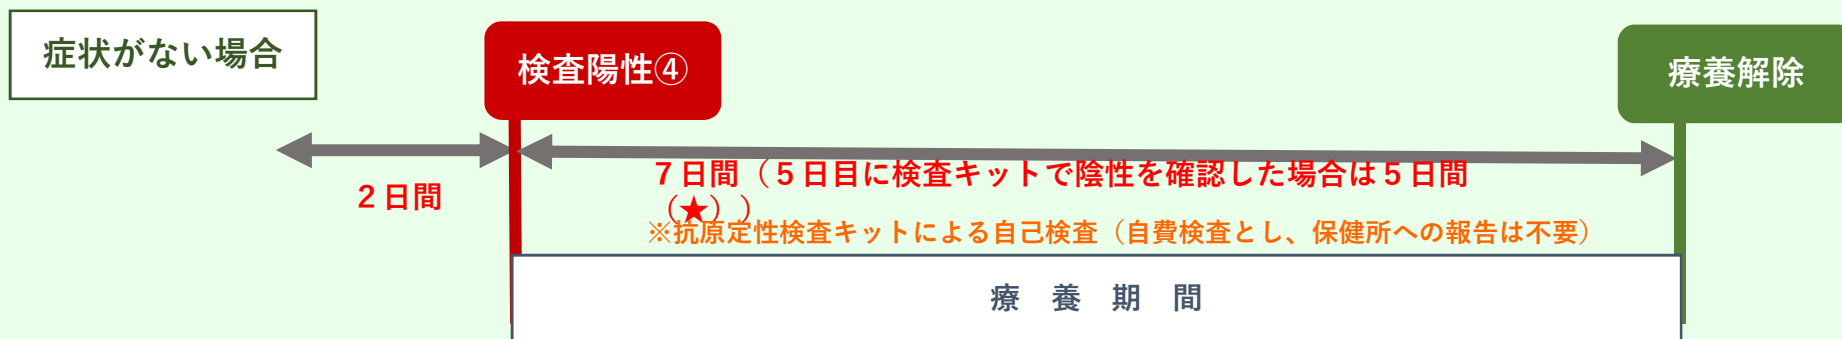 症状がない場合
検査陽性④
療養解除
２日間
７日間（５日目に検査キットで陰性を確認した場合は５日間
（★））
※抗原定性検査キットによる自己検査（自費検査とし、保健所への報告は不要）
療　養　期　間